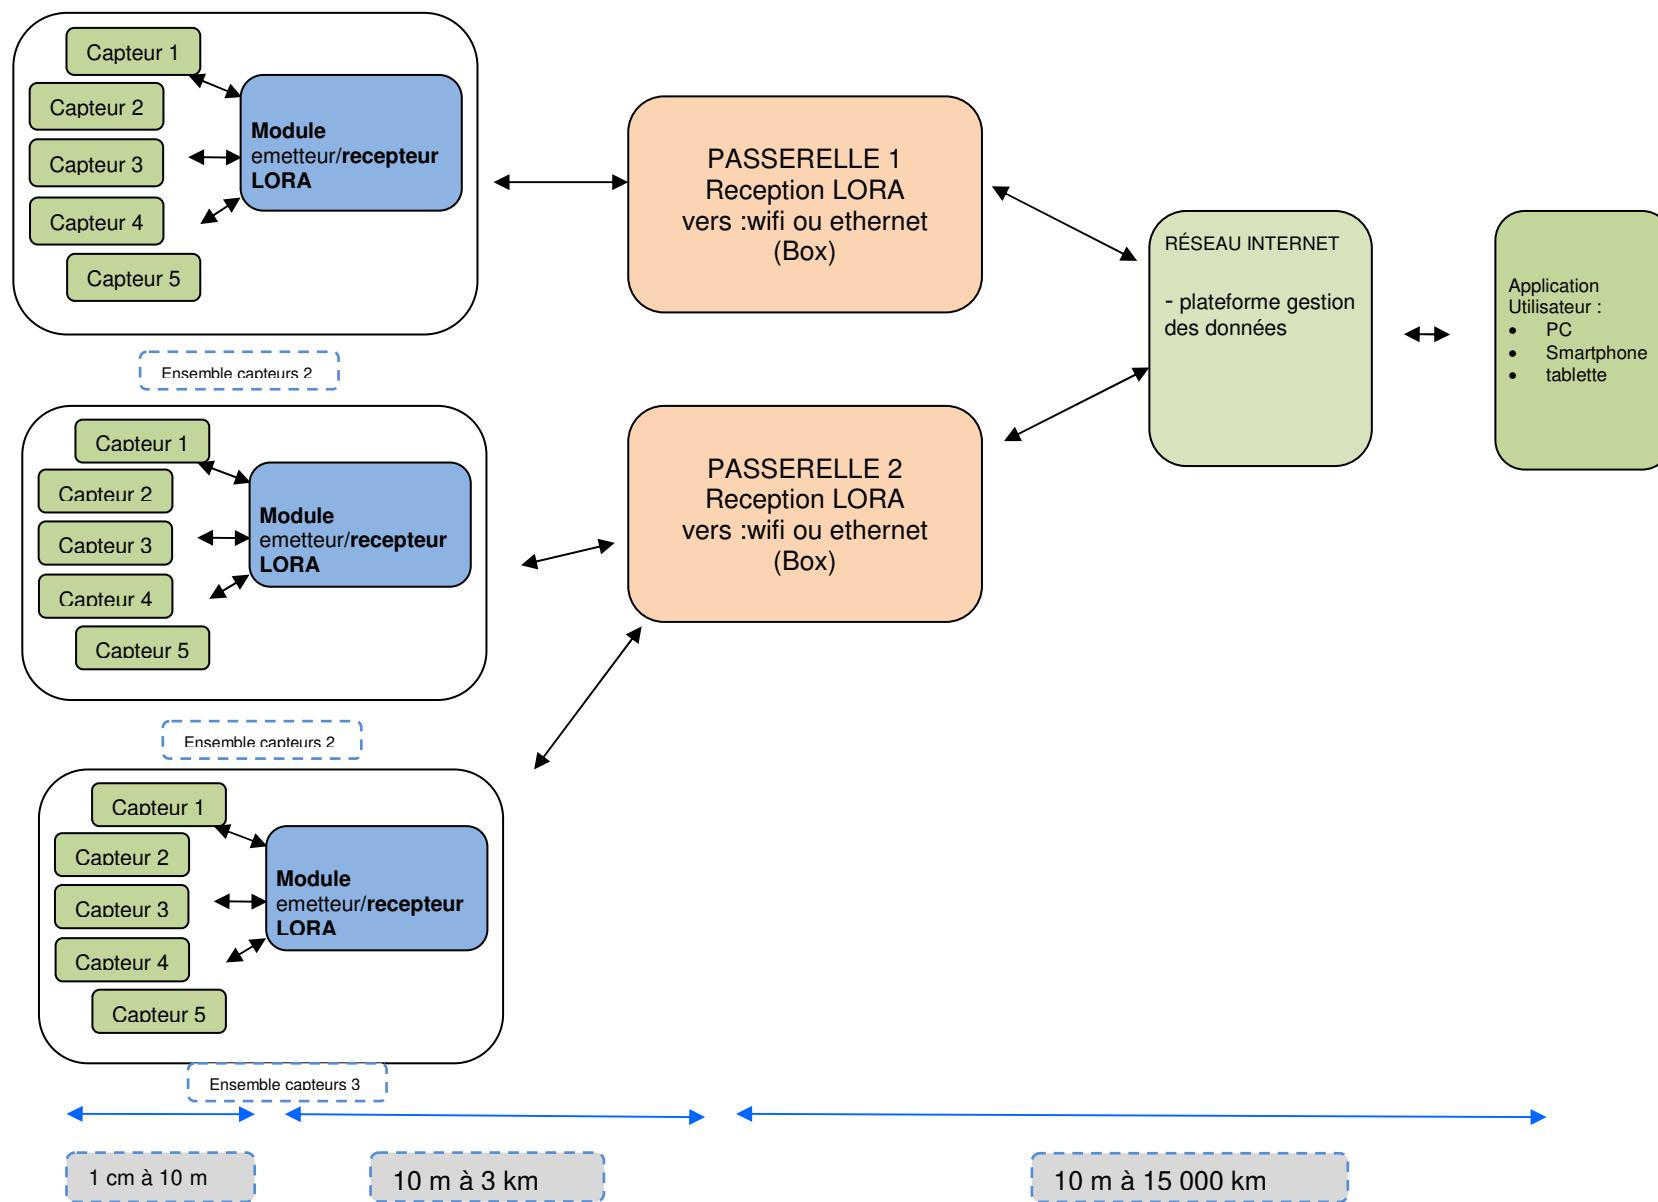 Capteur 1
Capteur 2
Capteur 3
Capteur 4
Capteur 5
Module
emetteur/recepteur
LORA
Ensemble capteurs 2
Capteur 1
Capteur 2
Capteur 3
Capteur 4
Capteur 5
Module
emetteur/recepteur
LORA
Ensemble capteurs 2
Capteur 1
Capteur 2
Capteur 3
Capteur 4
Capteur 5
Module
emetteur/recepteur
LORA
Ensemble capteurs 3
PASSERELLE 1
Reception LORA
vers :wifi ou ethernet
(Box)
PASSERELLE 2
Reception LORA
vers :wifi ou ethernet
(Box)
RÉSEAU INTERNET
- plateforme gestion
des données
Application
Utilisateur :
• PC
• Smartphone
• tablette
1 cm à 10 m
10 m à 3 km
10 m à 15 000 km